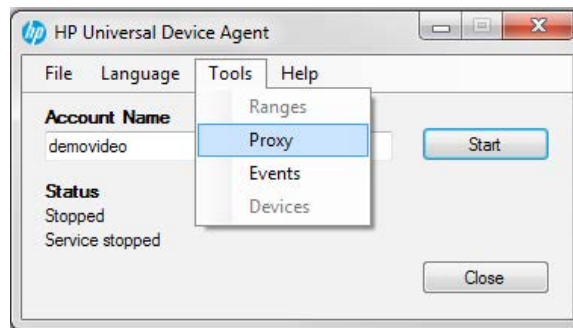 hp HP Universal Device Agent
File Language Tools Help
Ranges
Proxy
Events
Devices
Account Name
demovideo
Start
Status
Stopped
Service stopped
Close